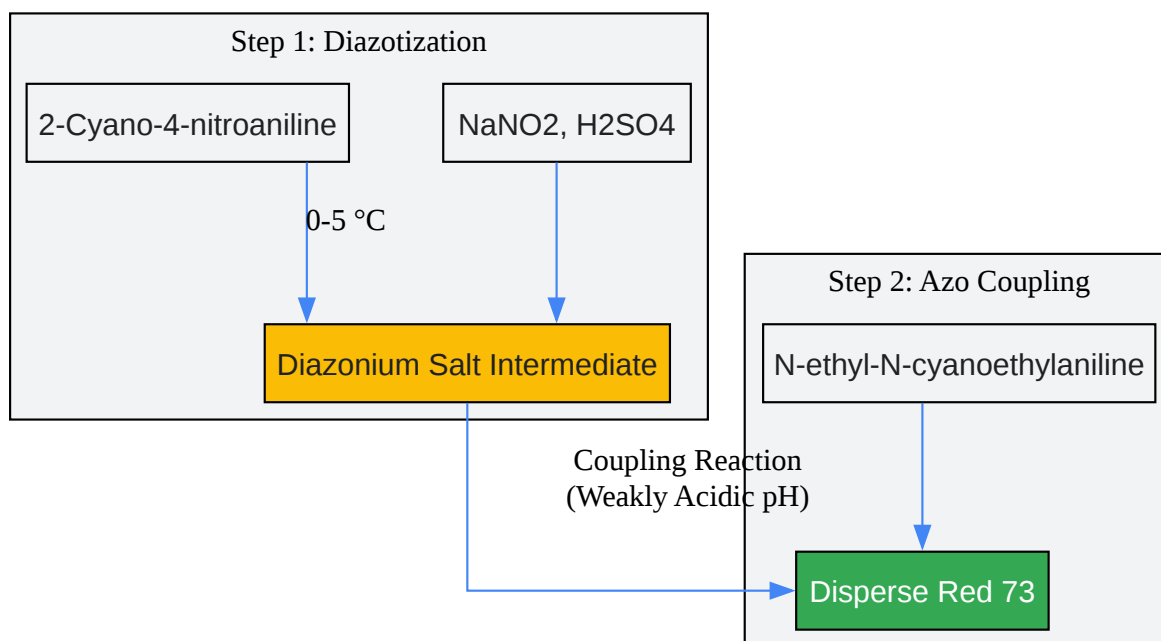 Step 1: Diazotization
2-Cyano-4-nitroaniline
NaNO2, H2SO4
0-5 °C
Diazonium Salt Intermediate
Step 2: Azo Coupling
N-ethyl-N-cyanoethylaniline
Coupling Reaction
(Weakly Acidic pH)
Disperse Red 73